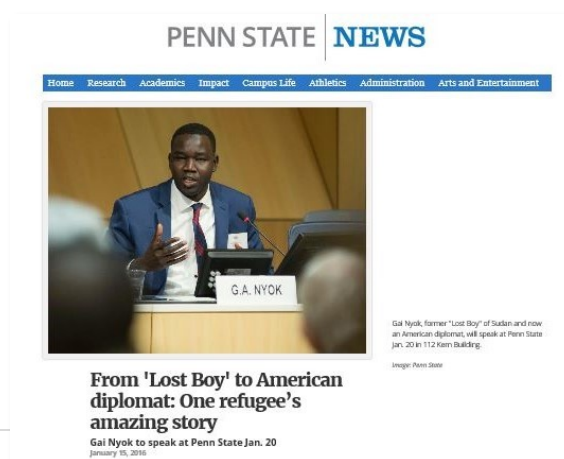 PENN STATE NEWS
Home Research Academics Impact Campus Life Athletics Administration Arts and Entertainment
G.A. NYOK
Gai Nyok, former "Lost Boy" of Sudan and now
an American diplomat, will speak at Penn State
Jan. 20 in 112 Kern Building.
Image: Penn State
From 'Lost Boy' to American
diplomat: One refugee’s
amazing story
Gai Nyok to speak at Penn State Jan. 20
January 15, 2016